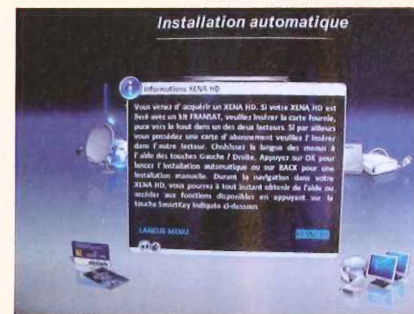 Installation automatique
Informations XENA HD
Vous venez d'acquérir un XENA HD. Si votre XENA HD est
livré avec un kit FRANSAT, veuillez insérer la carte fournie,
puce vers le haut dans un des deux lecteurs. Si par ailleurs
vous possédez une carte d'abonnement veuillez l'insérer
dans l'autre lecteur. Choisissez la langue des menus à
l'aide des touches Gauche / Droite. Appuyez sur OK pour
lancer l'installation automatique ou sur BACK pour une
installation manuelle. Durant la navigation dans votre
XENA HD, vous pourrez à tout instant obtenir de l'aide ou
accéder aux fonctions disponibles en appuyant sur la
touche SmartKey indiquée ci-dessous
LANGUE MENU